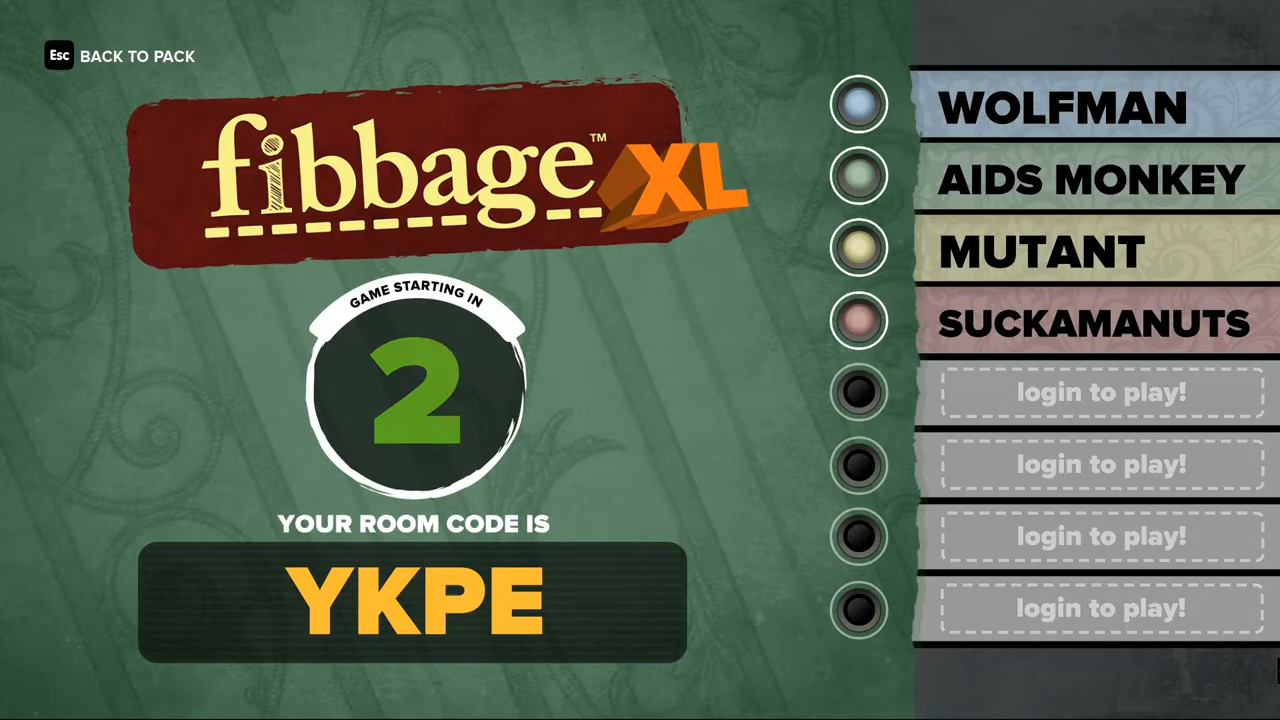 Esc BACK TO PACK
fibbage™ XL
GAME STARTING IN
2
YOUR ROOM CODE IS
YKPE
WOLFMAN
AIDS MONKEY
MUTANT
SUCKAMANUTS
login to play!
login to play!
login to play!
login to play!